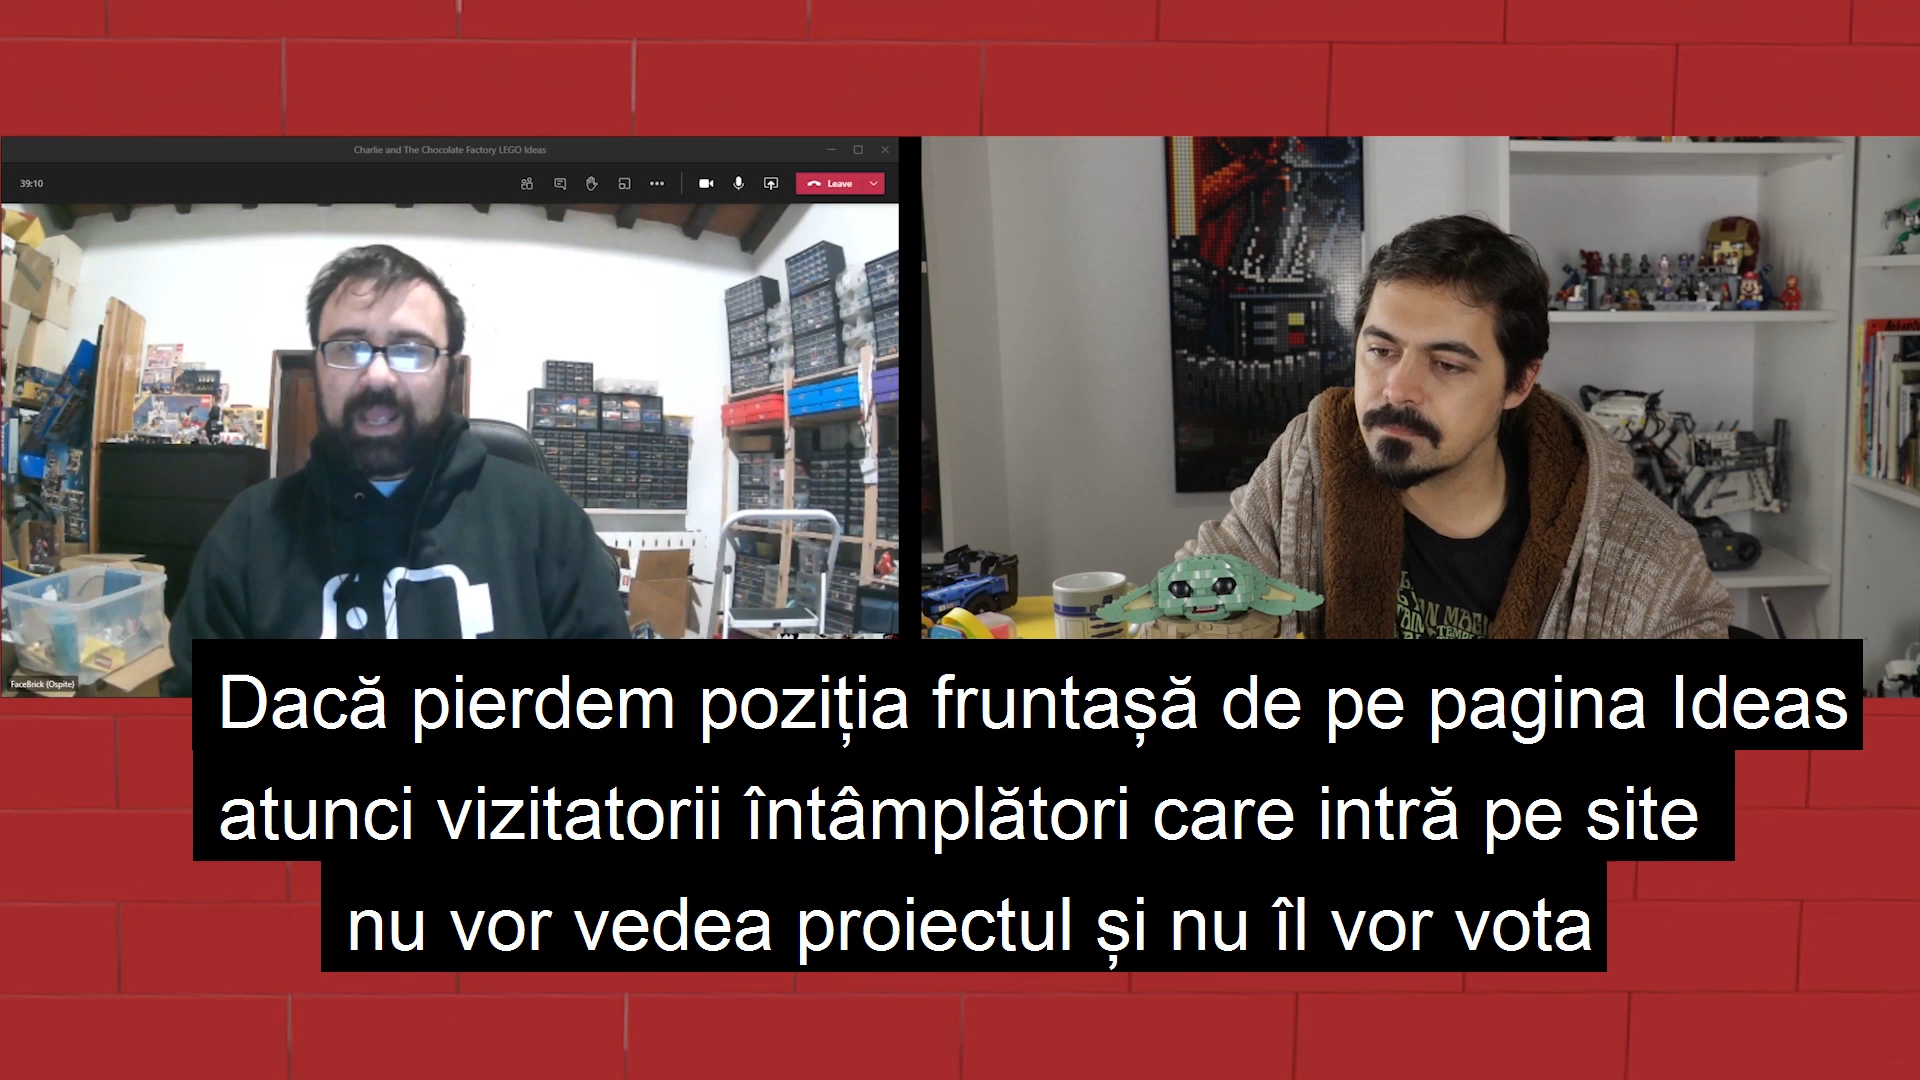 Charlie and The Chocolate Factory LEGO Ideas
39:10
Leave
FaceBrick (Ospite)
Dacă pierdem poziția fruntașă de pe pagina Ideas
atunci vizitatorii întâmplători care intră pe site
nu vor vedea proiectul și nu îl vor vota